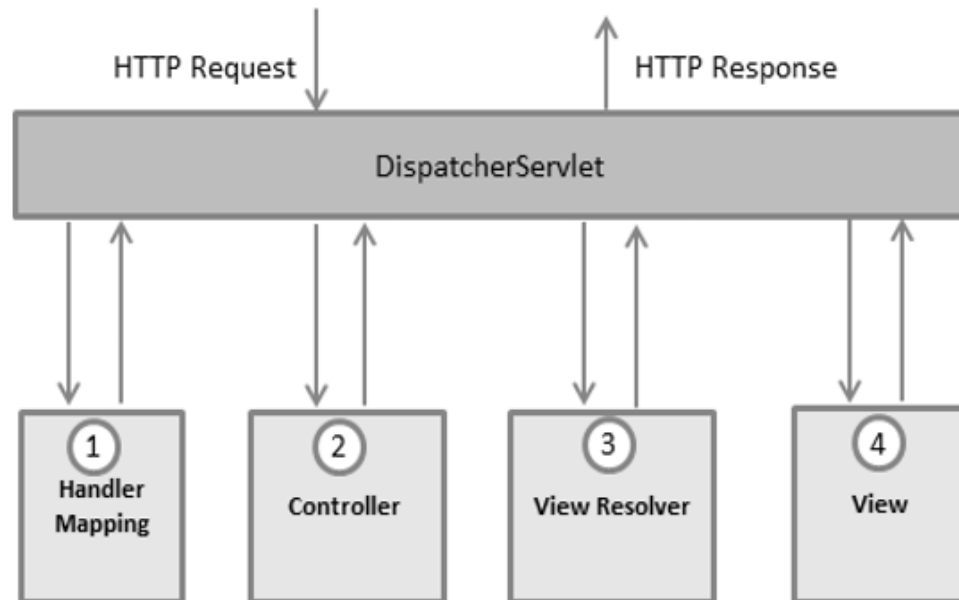 HTTP Request
HTTP Response
DispatcherServlet
1
Handler
Mapping
2
Controller
3
View Resolver
4
View